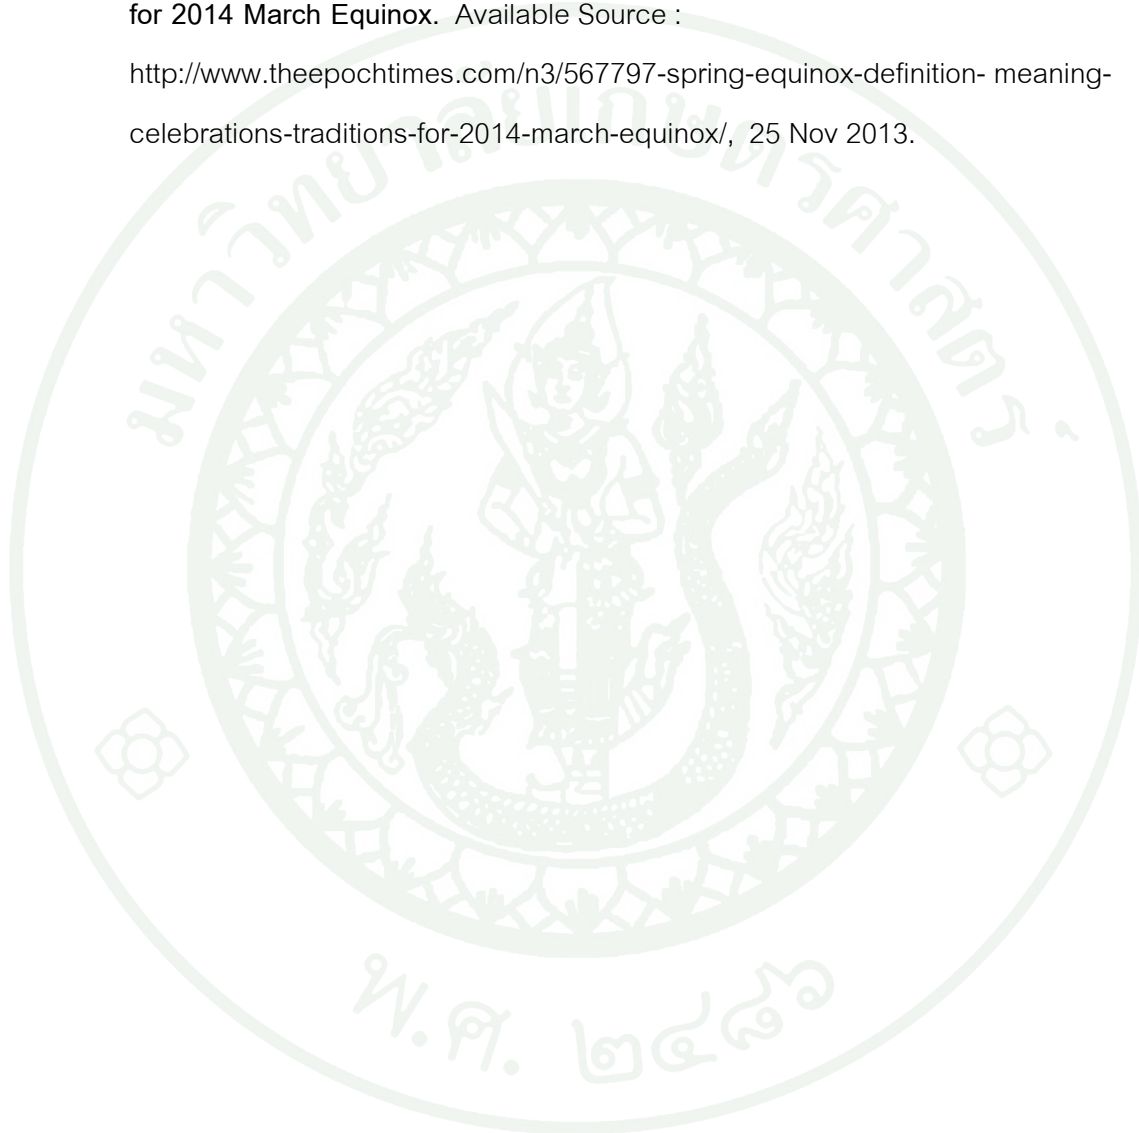 for 2014 March Equinox. Available Source :
http://www.theepochtimes.com/n3/567797-spring-equinox-definition- meaning-
celebrations-traditions-for-2014-march-equinox/, 25 Nov 2013.
มหาวิทยาลัยเกษตรศาสตร์
พ.ศ. ๒๔๘๖